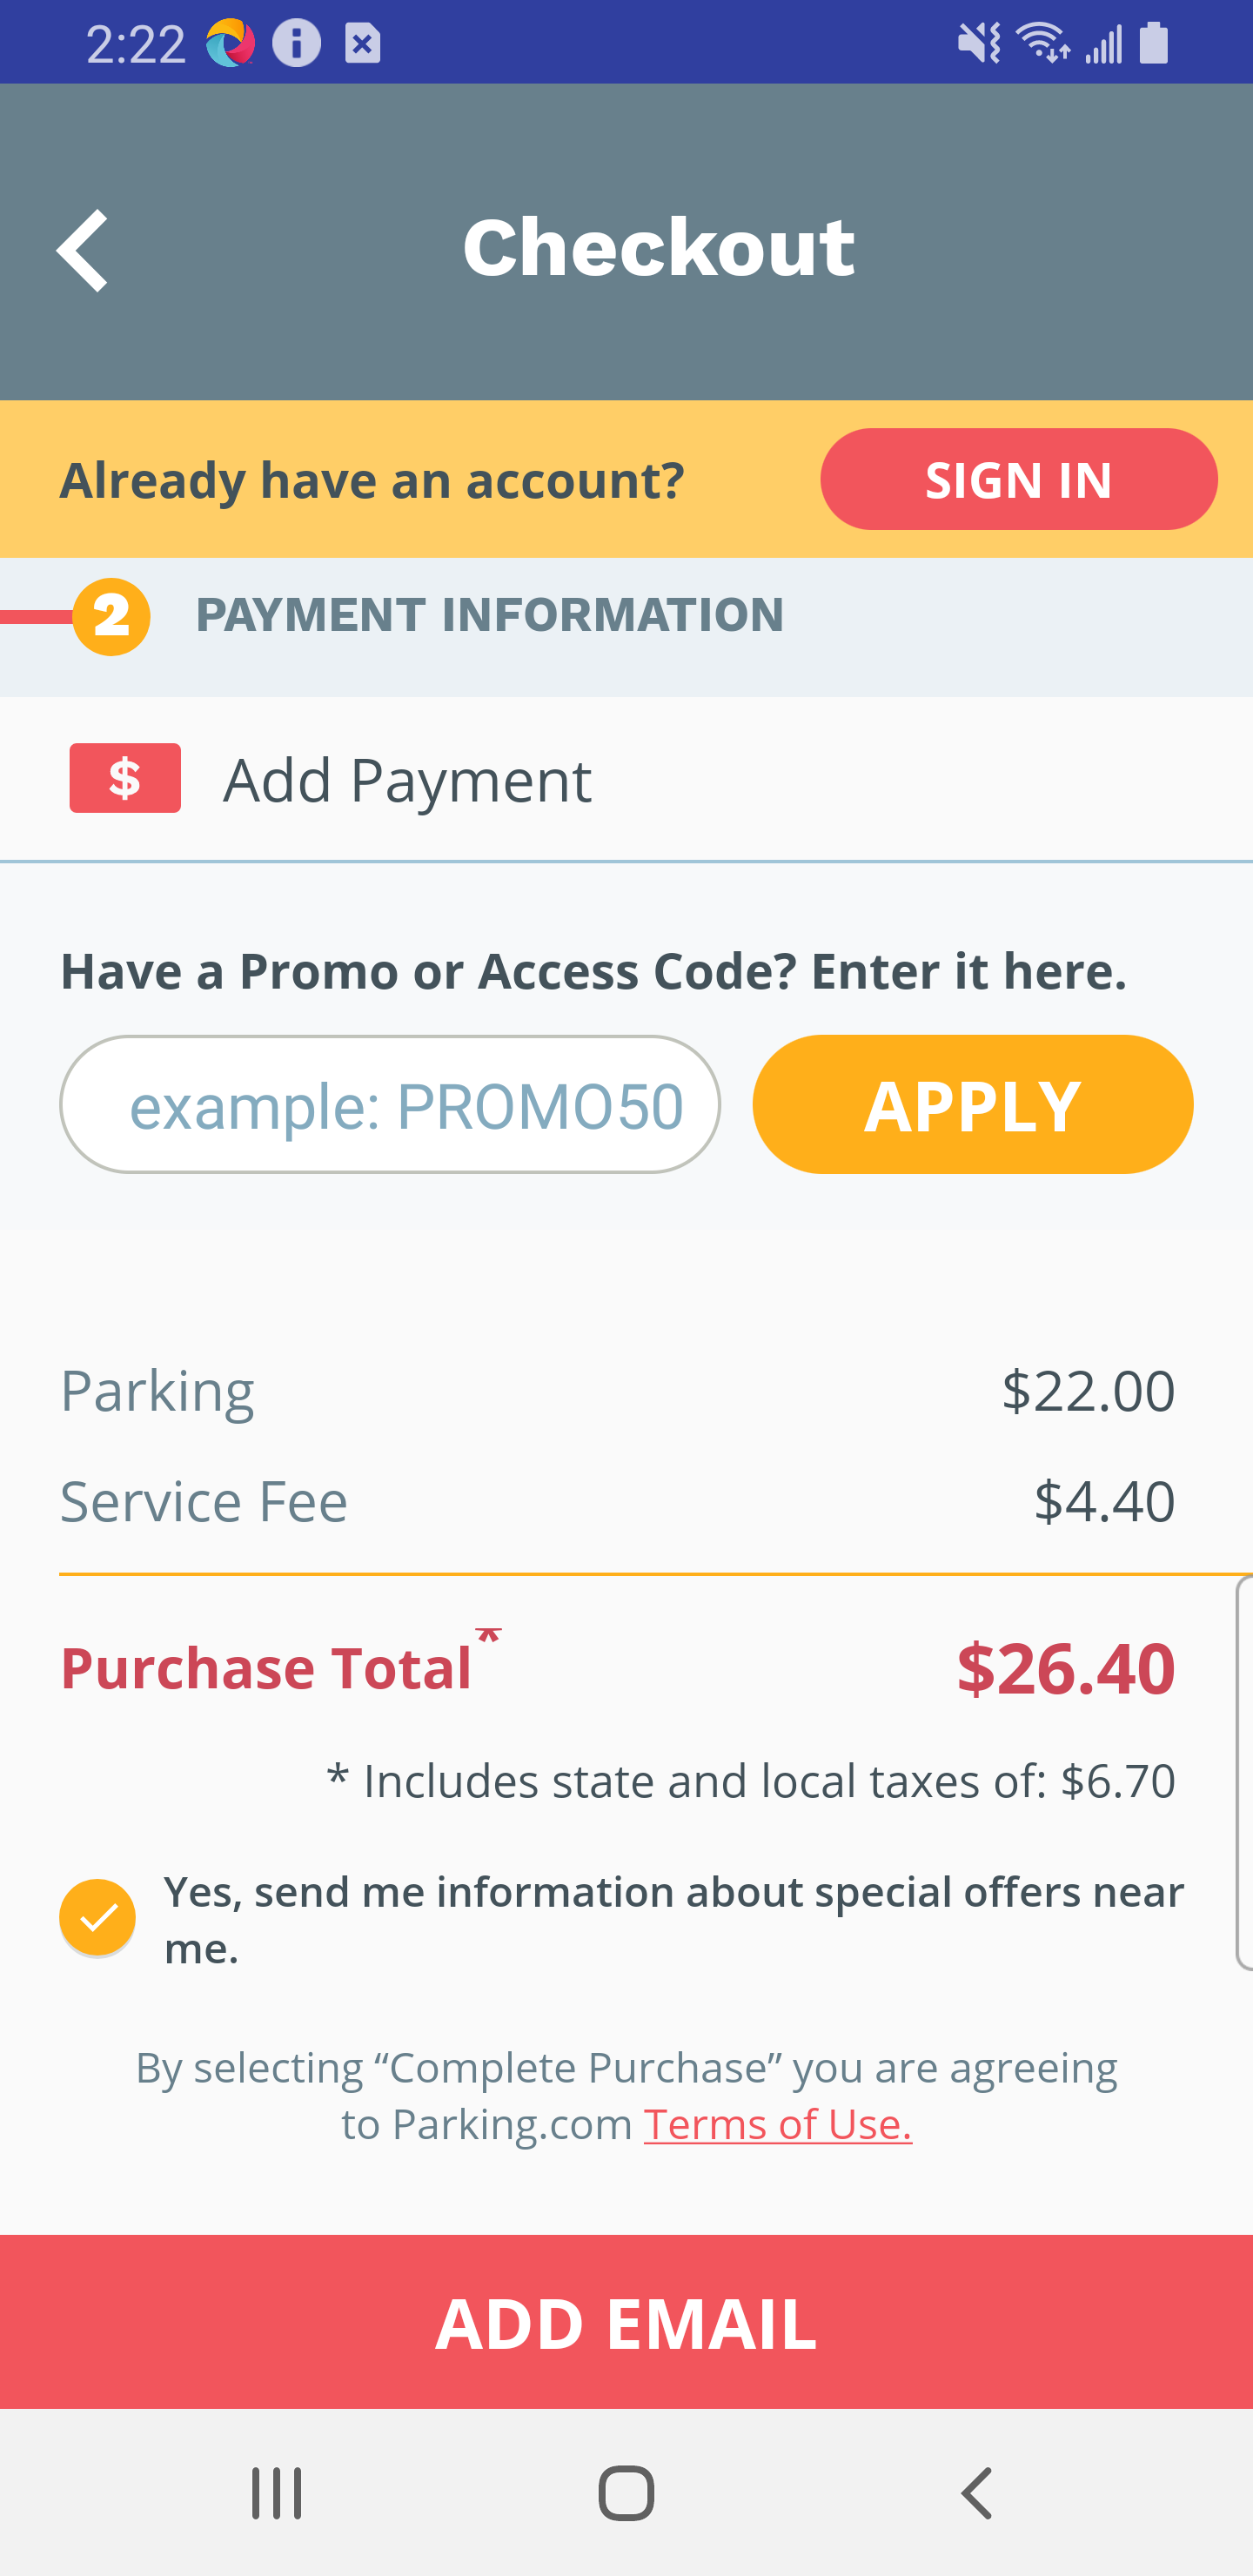 2:22
Checkout
Already have an account?
SIGN IN
2 PAYMENT INFORMATION
$ Add Payment
Have a Promo or Access Code? Enter it here.
example: PROMO50
APPLY
Parking $22.00
Service Fee $4.40
Purchase Total* $26.40
* Includes state and local taxes of: $6.70
Yes, send me information about special offers near
me.
By selecting “Complete Purchase” you are agreeing
to Parking.com Terms of Use.
ADD EMAIL